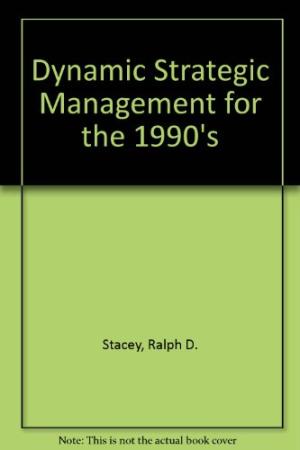 Dynamic Strategic
Management for
the 1990's
Stacey, Ralph D.
Note: This is not the actual book cover